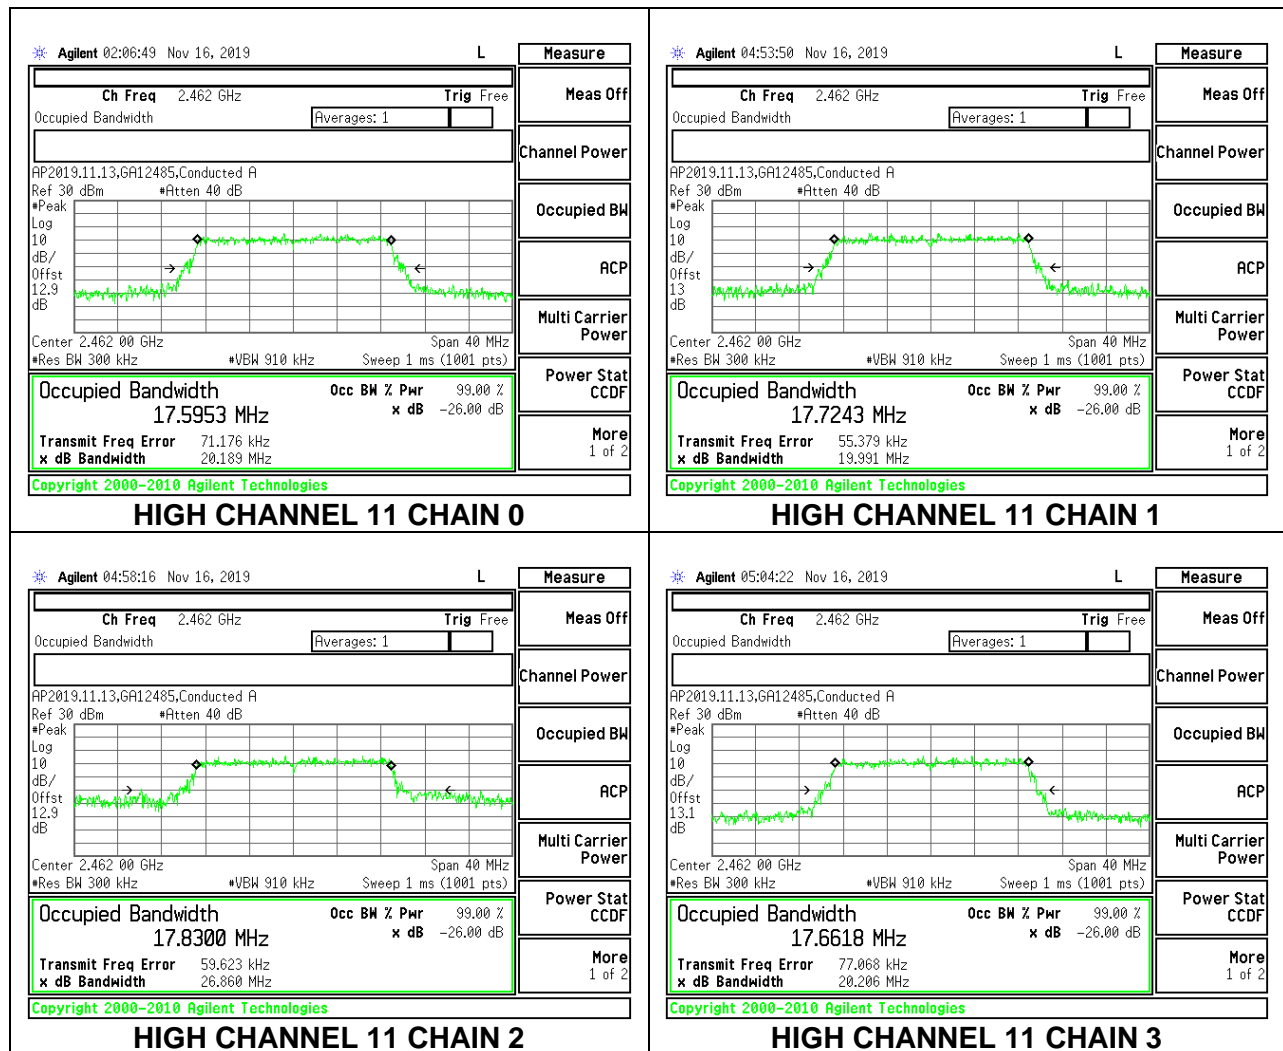 Agilent 02:06:49 Nov 16, 2019 L Measure
Ch Freq 2.462 GHz Trig Free
Meas Off
Occupied Bandwidth Averages: 1
Channel Power
AP2019.11.13,GA12485,Conducted A
Ref 30 dBm #Atten 40 dB
#Peak
Occupied BW
Log
10
dB/
ACP
Offst
12.9
dB
Multi Carrier
Power
Center 2.462 00 GHz Span 40 MHz
#Res BW 300 kHz #VBW 910 kHz Sweep 1 ms (1001 pts)
Power Stat
CCDF
Occupied Bandwidth Occ BW % Pwr 99.00 %
17.5953 MHz x dB -26.00 dB
More
1 of 2
Transmit Freq Error 71.176 kHz
x dB Bandwidth 20.189 MHz
Copyright 2000-2010 Agilent Technologies
HIGH CHANNEL 11 CHAIN 0
Agilent 04:53:50 Nov 16, 2019 L Measure
Ch Freq 2.462 GHz Trig Free
Meas Off
Occupied Bandwidth Averages: 1
Channel Power
AP2019.11.13,GA12485,Conducted A
Ref 30 dBm #Atten 40 dB
#Peak
Occupied BW
Log
10
dB/
ACP
Offst
13
dB
Multi Carrier
Power
Center 2.462 00 GHz Span 40 MHz
#Res BW 300 kHz #VBW 910 kHz Sweep 1 ms (1001 pts)
Power Stat
CCDF
Occupied Bandwidth Occ BW % Pwr 99.00 %
17.7243 MHz x dB -26.00 dB
More
1 of 2
Transmit Freq Error 55.379 kHz
x dB Bandwidth 19.991 MHz
Copyright 2000-2010 Agilent Technologies
HIGH CHANNEL 11 CHAIN 1
Agilent 04:58:16 Nov 16, 2019 L Measure
Ch Freq 2.462 GHz Trig Free
Meas Off
Occupied Bandwidth Averages: 1
Channel Power
AP2019.11.13,GA12485,Conducted A
Ref 30 dBm #Atten 40 dB
#Peak
Occupied BW
Log
10
dB/
ACP
Offst
12.9
dB
Multi Carrier
Power
Center 2.462 00 GHz Span 40 MHz
#Res BW 300 kHz #VBW 910 kHz Sweep 1 ms (1001 pts)
Power Stat
CCDF
Occupied Bandwidth Occ BW % Pwr 99.00 %
17.8300 MHz x dB -26.00 dB
More
1 of 2
Transmit Freq Error 59.623 kHz
x dB Bandwidth 26.860 MHz
Copyright 2000-2010 Agilent Technologies
HIGH CHANNEL 11 CHAIN 2
Agilent 05:04:22 Nov 16, 2019 L Measure
Ch Freq 2.462 GHz Trig Free
Meas Off
Occupied Bandwidth Averages: 1
Channel Power
AP2019.11.13,GA12485,Conducted A
Ref 30 dBm #Atten 40 dB
#Peak
Occupied BW
Log
10
dB/
ACP
Offst
13.1
dB
Multi Carrier
Power
Center 2.462 00 GHz Span 40 MHz
#Res BW 300 kHz #VBW 910 kHz Sweep 1 ms (1001 pts)
Power Stat
CCDF
Occupied Bandwidth Occ BW % Pwr 99.00 %
17.6618 MHz x dB -26.00 dB
More
1 of 2
Transmit Freq Error 77.068 kHz
x dB Bandwidth 20.206 MHz
Copyright 2000-2010 Agilent Technologies
HIGH CHANNEL 11 CHAIN 3